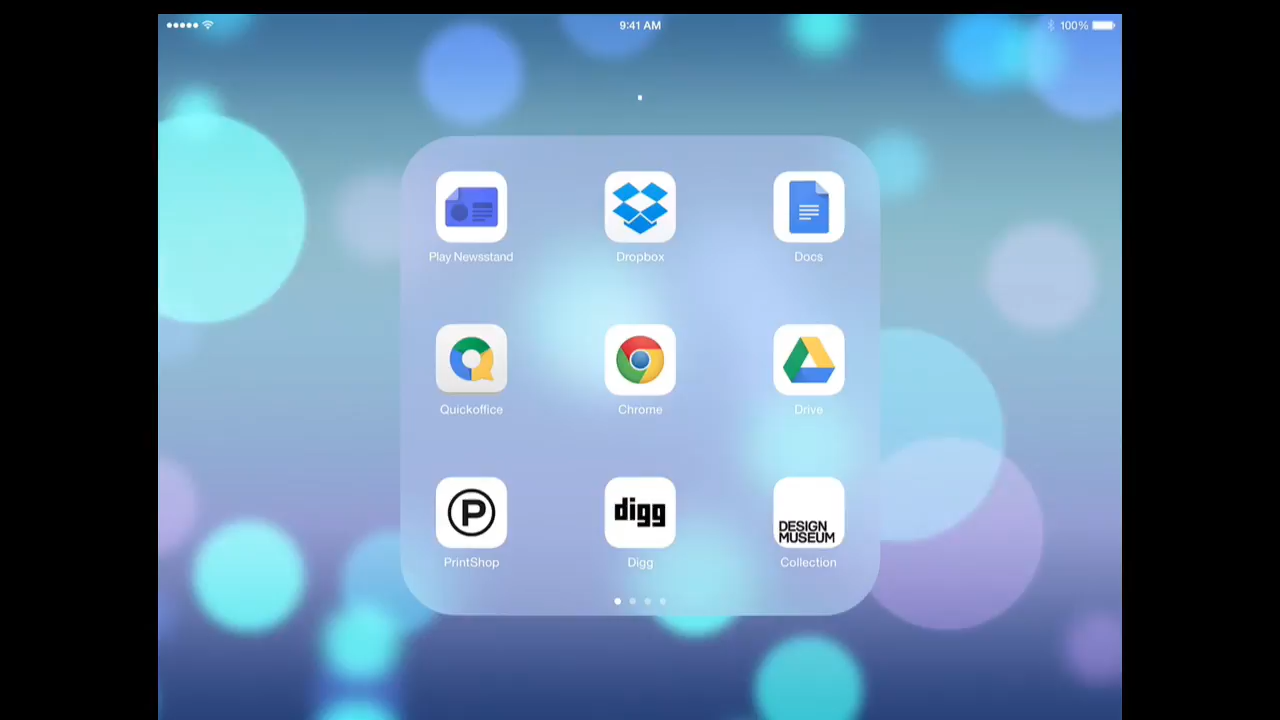 9:41 AM
100%
Play Newsstand
Dropbox
Docs
Quickoffice
Chrome
Drive
P
digg
DESIGN
MUSEUM
PrintShop
Digg
Collection